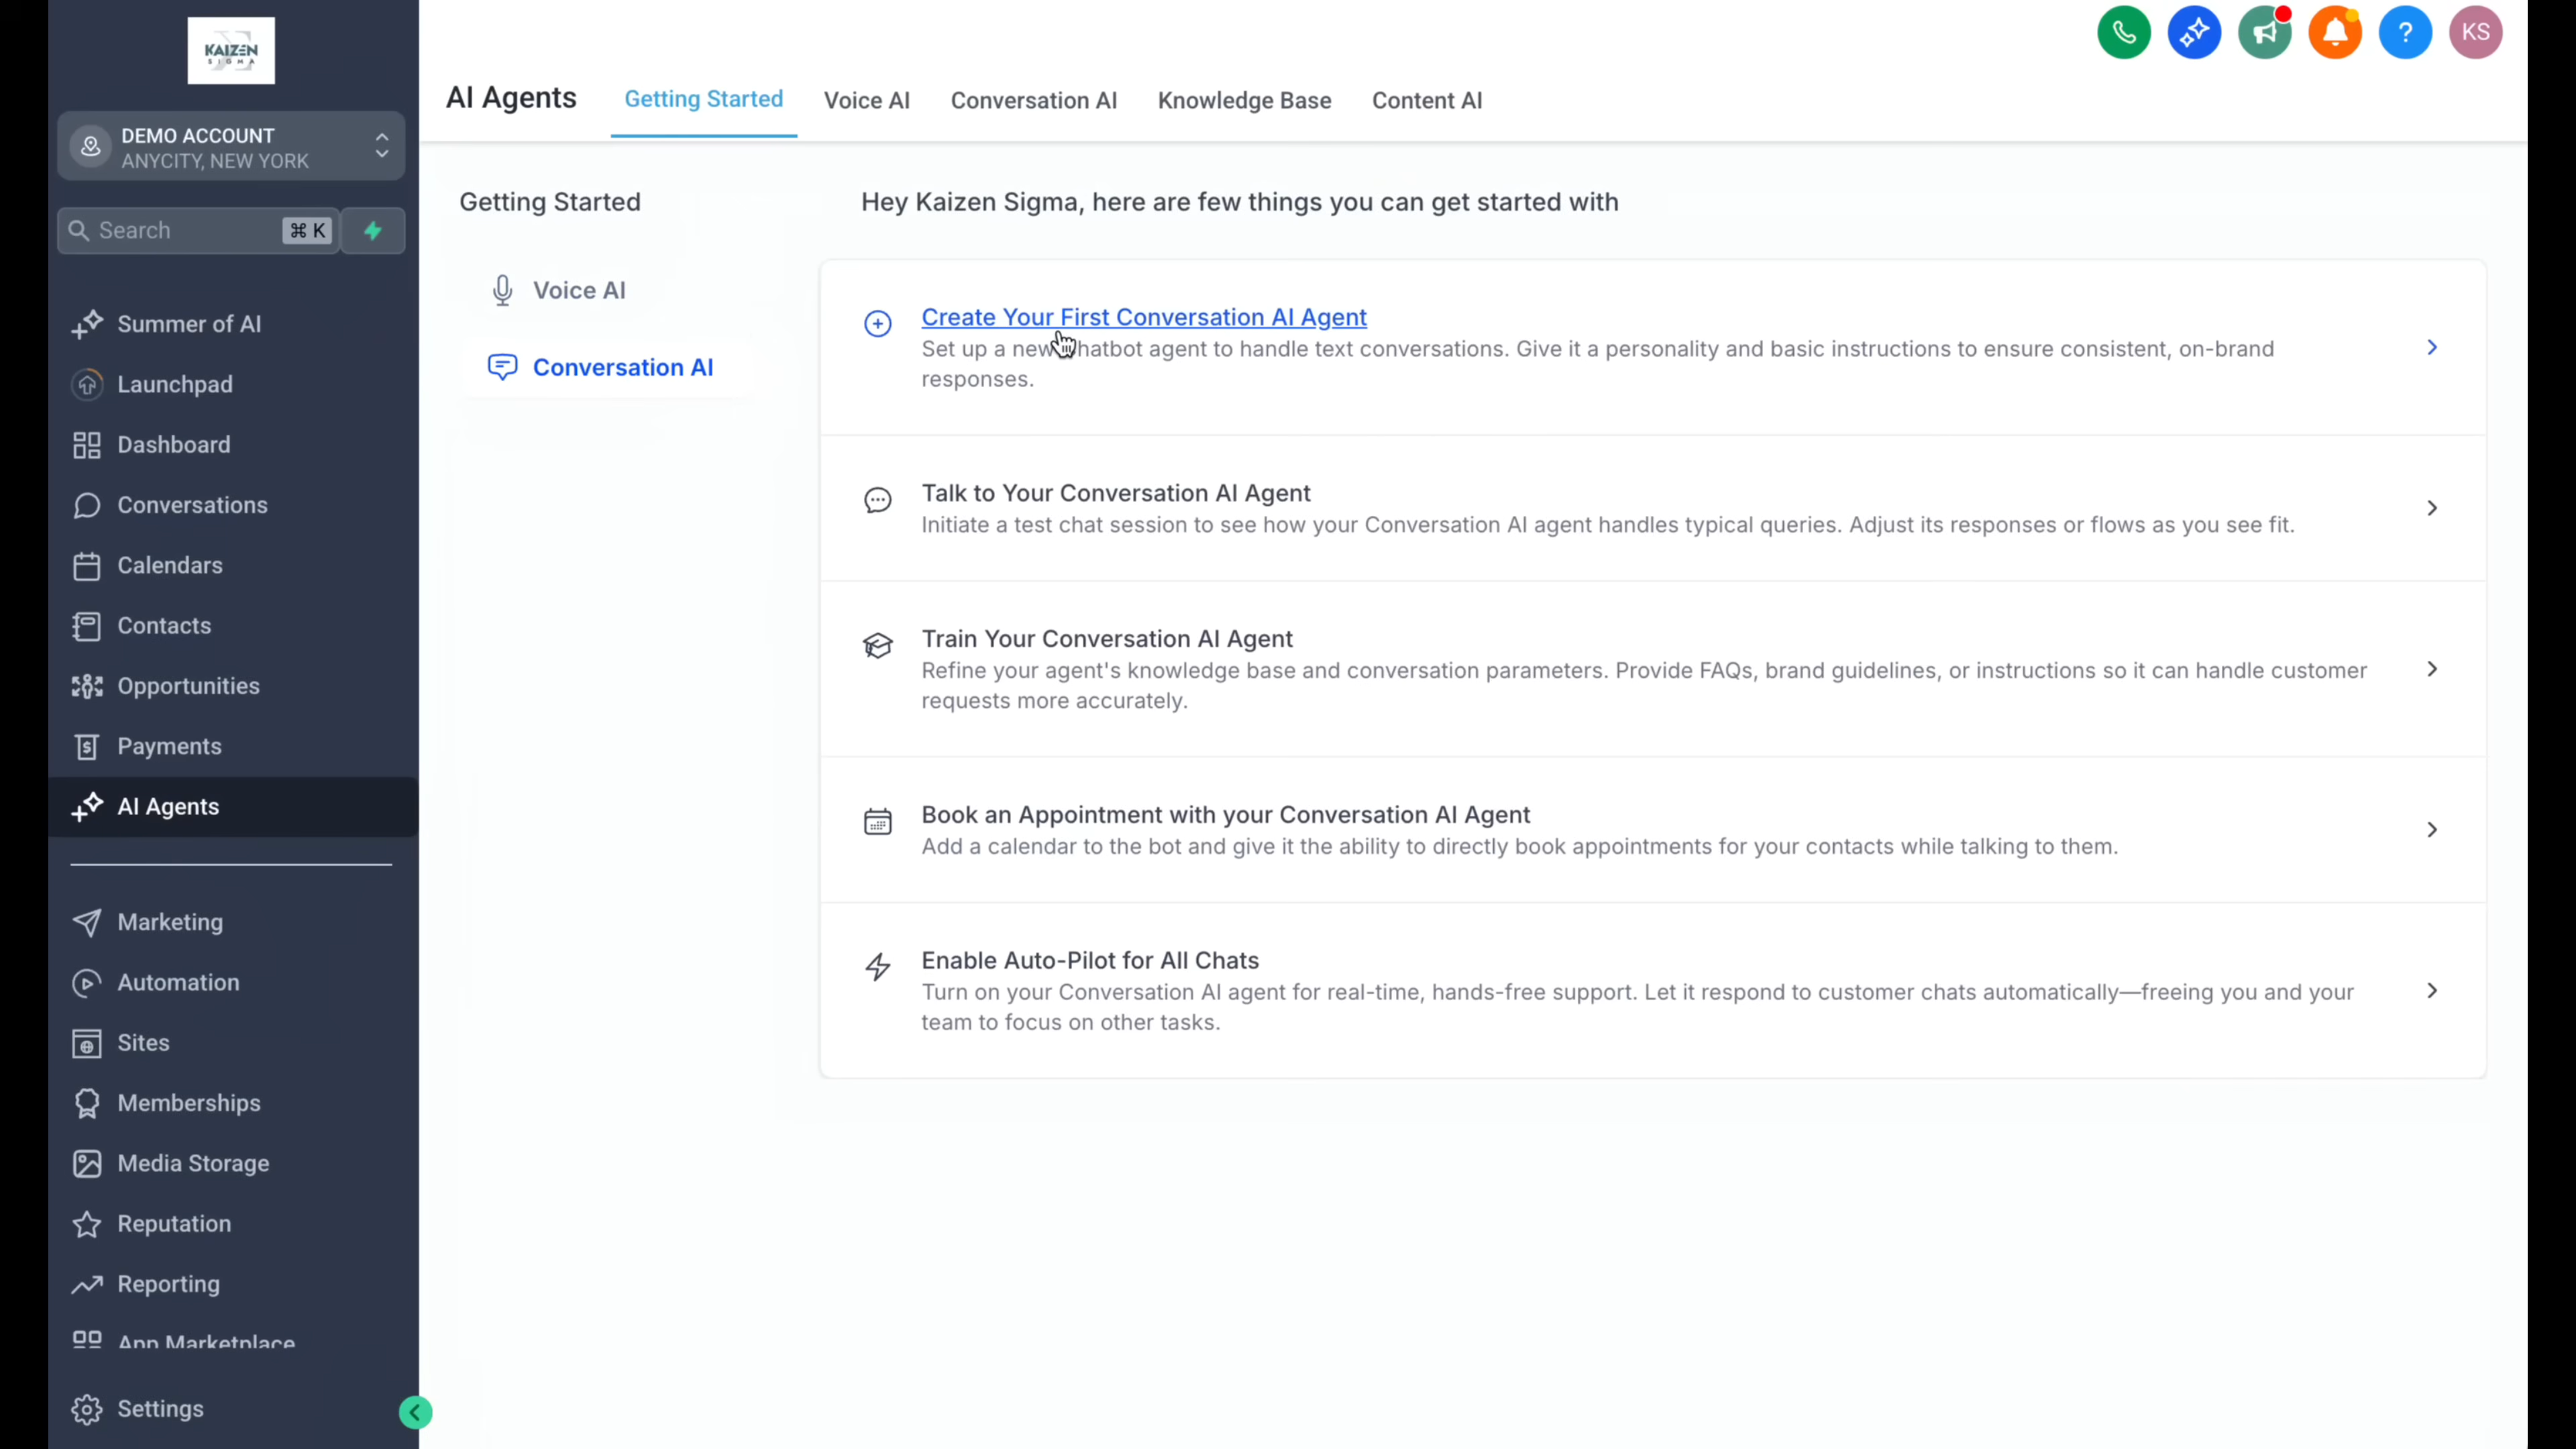 KAIZEN
SIGMA
DEMO ACCOUNT
ANYCITY, NEW YORK
Search
⌘ K
Summer of AI
Launchpad
Dashboard
Conversations
Calendars
Contacts
Opportunities
Payments
AI Agents
Marketing
Automation
Sites
Memberships
Media Storage
Reputation
Reporting
App Marketplace
Settings
KS
AI Agents
Getting Started
Voice AI
Conversation AI
Knowledge Base
Content AI
Getting Started
Voice AI
Conversation AI
Hey Kaizen Sigma, here are few things you can get started with
Create Your First Conversation AI Agent
Set up a new chatbot agent to handle text conversations. Give it a personality and basic instructions to ensure consistent, on-brand
responses.
Talk to Your Conversation AI Agent
Initiate a test chat session to see how your Conversation AI agent handles typical queries. Adjust its responses or flows as you see fit.
Train Your Conversation AI Agent
Refine your agent's knowledge base and conversation parameters. Provide FAQs, brand guidelines, or instructions so it can handle customer
requests more accurately.
Book an Appointment with your Conversation AI Agent
Add a calendar to the bot and give it the ability to directly book appointments for your contacts while talking to them.
Enable Auto-Pilot for All Chats
Turn on your Conversation AI agent for real-time, hands-free support. Let it respond to customer chats automatically—freeing you and your
team to focus on other tasks.